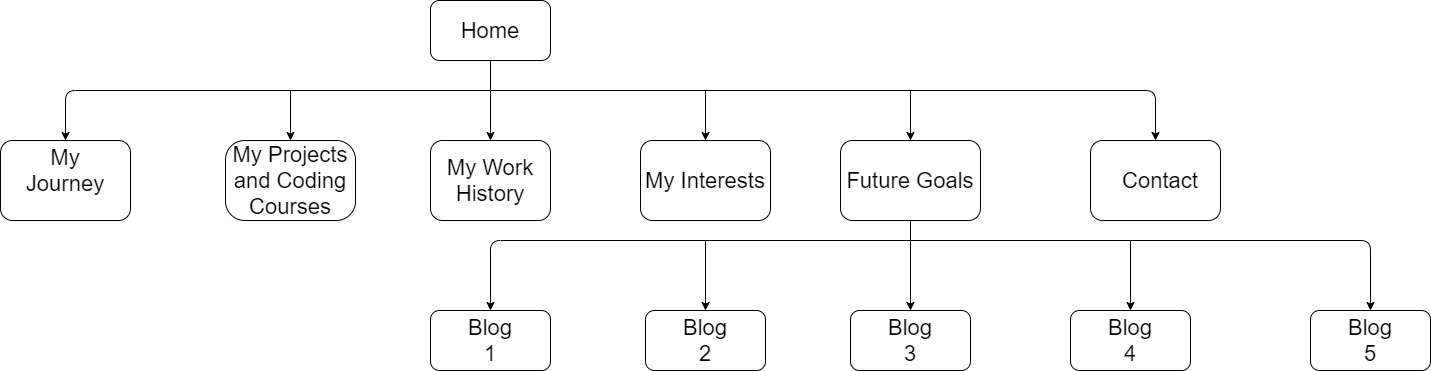 Home
My
Journey
My Projects
and Coding
Courses
My Work
History
My Interests
Future Goals
Contact
Blog
1
Blog
2
Blog
3
Blog
4
Blog
5